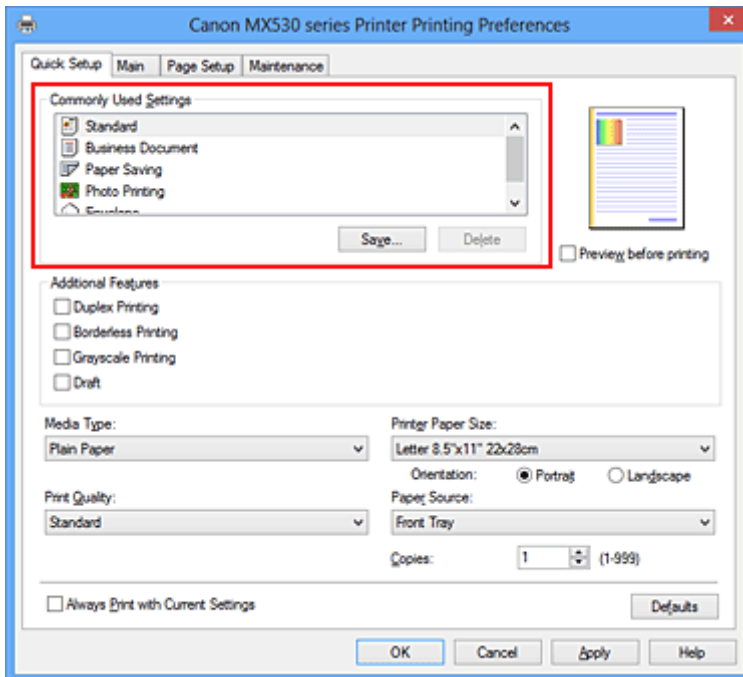 Canon MX530 series Printer Printing Preferences
Quick Setup Main Page Setup Maintenance
Commonly Used Settings
Standard
Business Document
Paper Saving
Photo Printing
Envelope
Save... Delete
Preview before printing
Additional Features
Duplex Printing
Borderless Printing
Grayscale Printing
Draft
Media Type:
Plain Paper
Printer Paper Size:
Letter 8.5"x11" 22x28cm
Orientation: Portrait Landscape
Print Quality:
Standard
Paper Source:
Front Tray
Copies: 1 (1-999)
Always Print with Current Settings
Defaults
OK Cancel Apply Help